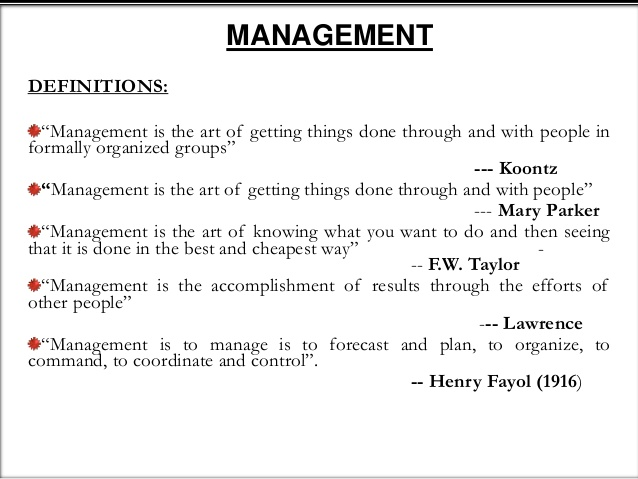 MANAGEMENT
DEFINITIONS:
“Management is the art of getting things done through and with people in
formally organized groups”
--- Koontz
“Management is the art of getting things done through and with people”
--- Mary Parker
“Management is the art of knowing what you want to do and then seeing
that it is done in the best and cheapest way” -
-- F.W. Taylor
“Management is the accomplishment of results through the efforts of
other people”
--- Lawrence
“Management is to manage is to forecast and plan, to organize, to
command, to coordinate and control”.
-- Henry Fayol (1916)